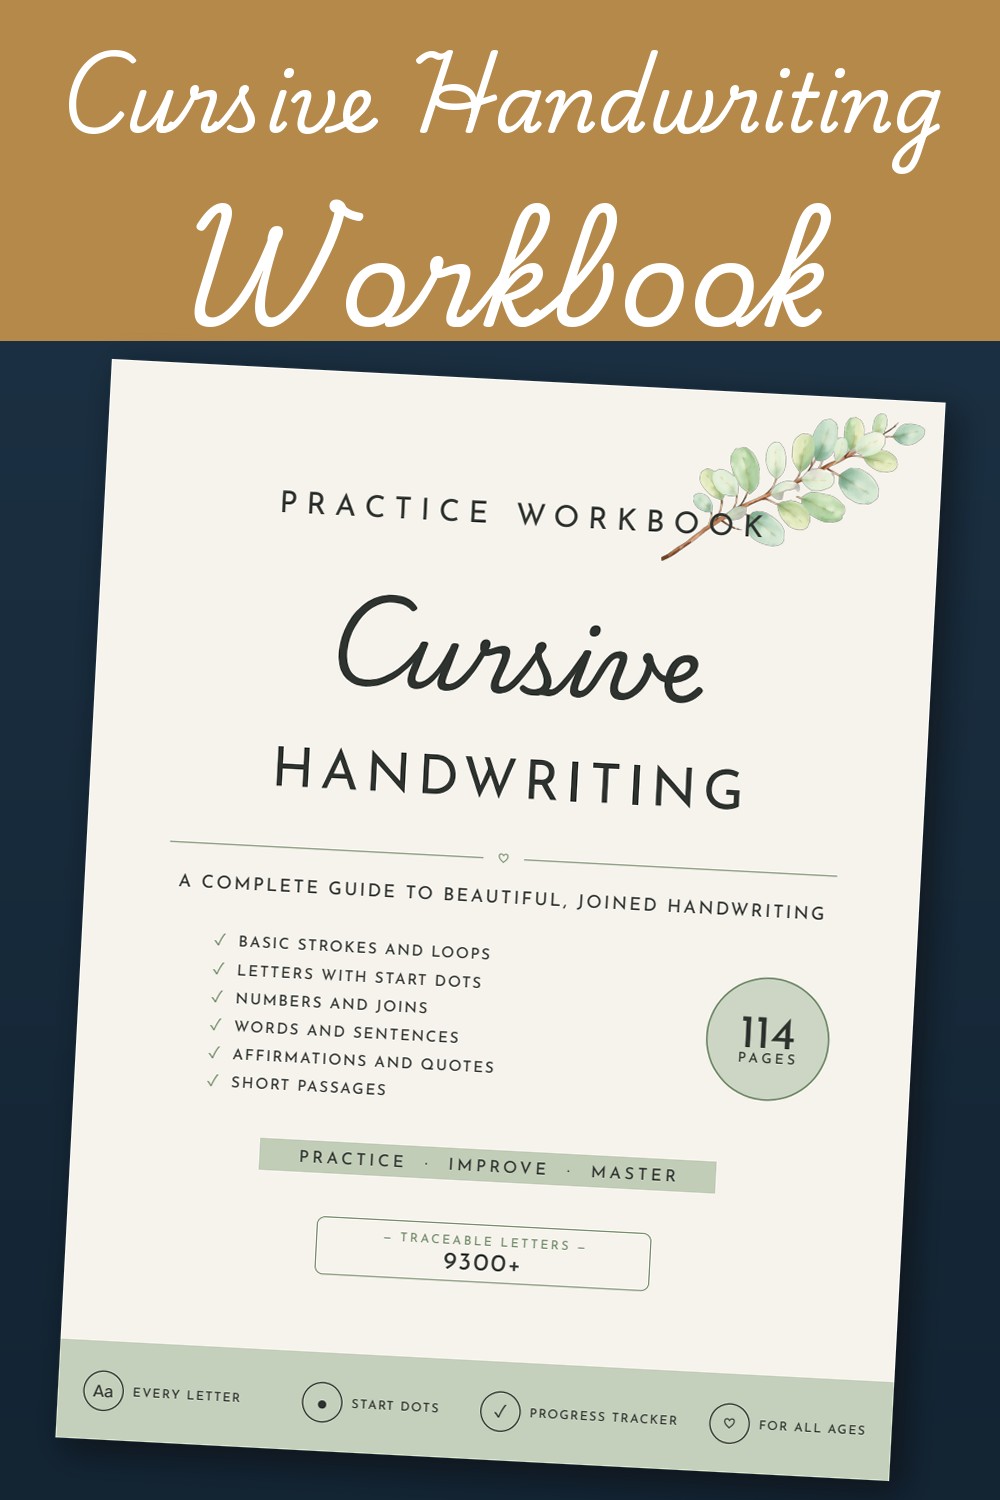 Cursive Handwriting
Workbook
PRACTICE WORKBOOK
Cursive
HANDWRITING
A COMPLETE GUIDE TO BEAUTIFUL, JOINED HANDWRITING
✓ BASIC STROKES AND LOOPS
✓ LETTERS WITH START DOTS
✓ NUMBERS AND JOINS
✓ WORDS AND SENTENCES
✓ AFFIRMATIONS AND QUOTES
✓ SHORT PASSAGES
114
PAGES
PRACTICE · IMPROVE · MASTER
– TRACEABLE LETTERS –
9300+
Aa EVERY LETTER
START DOTS
✓ PROGRESS TRACKER
FOR ALL AGES